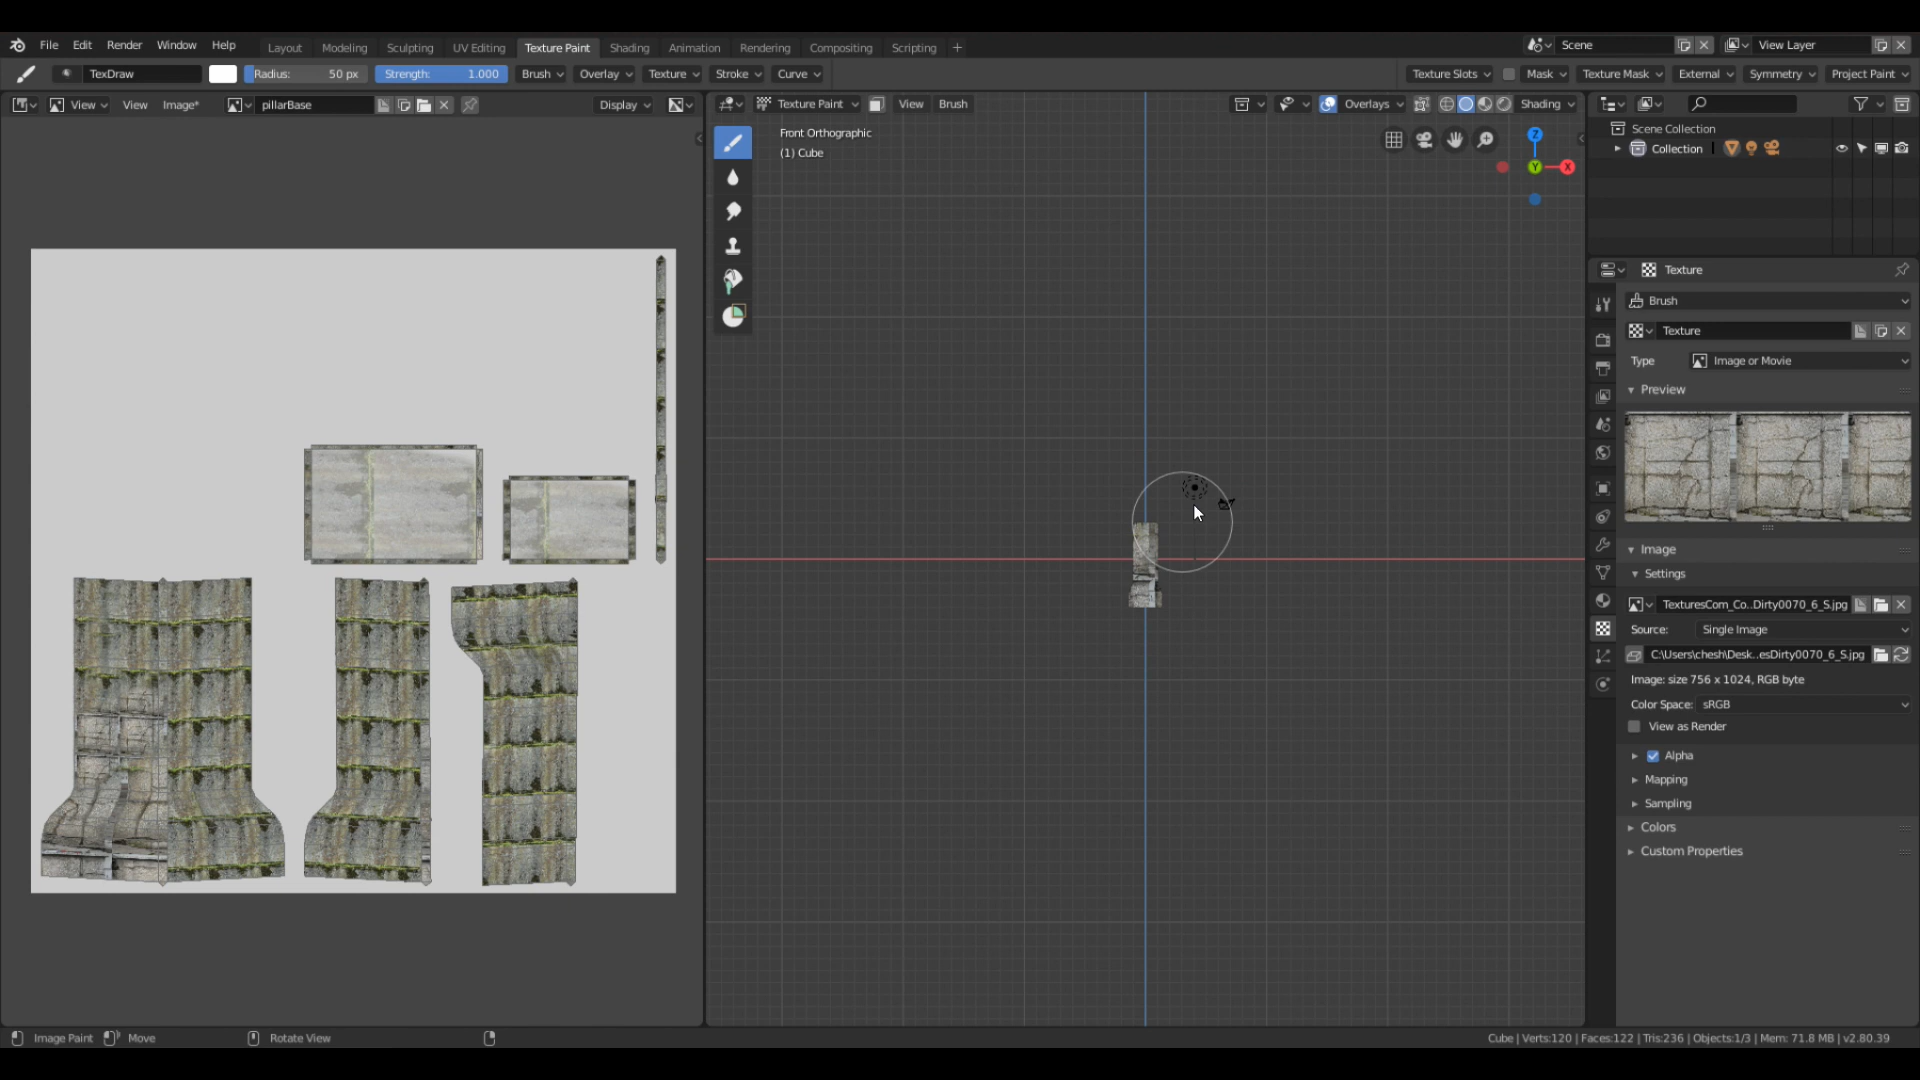 File Edit Render Window Help Layout Modeling Sculpting UV Editing Texture Paint Shading Animation Rendering Compositing Scripting + Scene View Layer
TexDraw Radius: 50 px Strength: 1.000 Brush Overlay Texture Stroke Curve Texture Slots Mask Texture Mask External Symmetry Project Paint
View View Image* pillarBase Display Texture Paint View Brush Overlays Shading
Front Orthographic
(1) Cube
Z
Y
X
Scene Collection
Collection
Texture
Brush
Texture
Type Image or Movie
Preview
Image
Settings
TexturesCom_Co..Dirty0070_6_S.jpg
Source: Single Image
C:\Users\chesh\Desk..esDirty0070_6_S.jpg
Image: size 756 x 1024, RGB byte
Color Space: sRGB
View as Render
Alpha
Mapping
Sampling
Colors
Custom Properties
Image Paint Move Rotate View Cube | Verts:120 | Faces:122 | Tris:236 | Objects:1/3 | Mem: 71.8 MB | v2.80.39